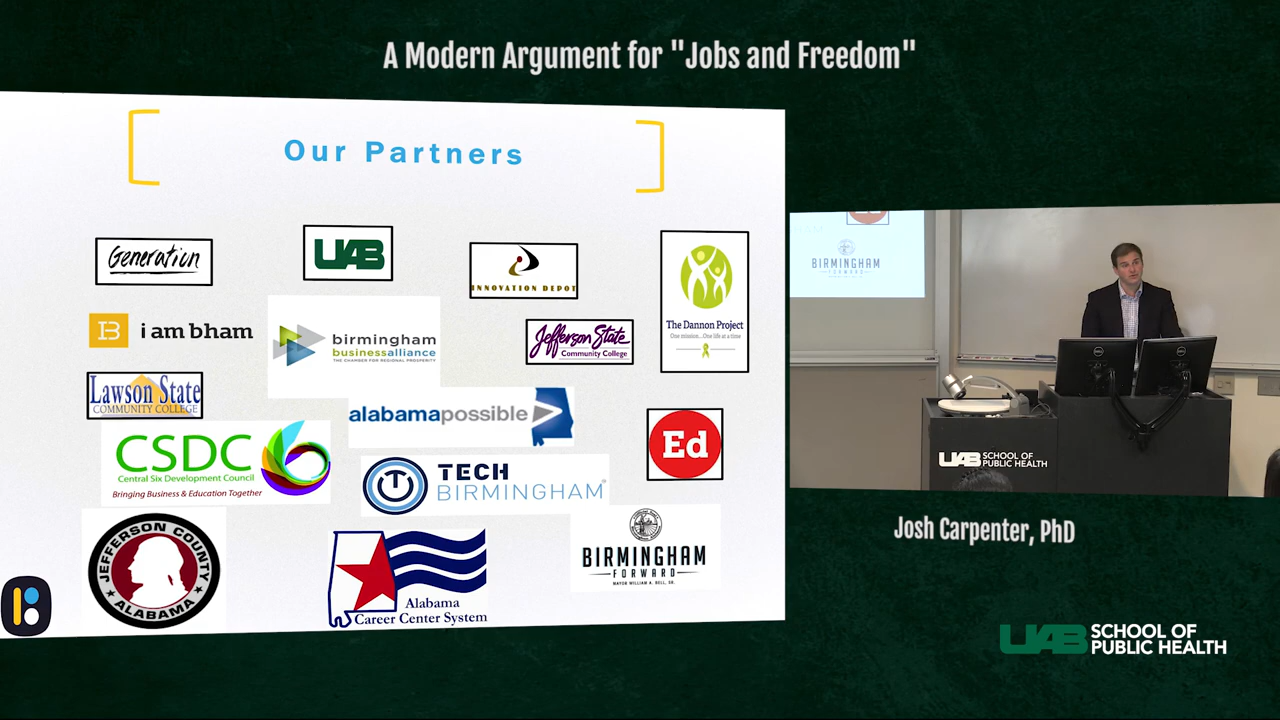 A Modern Argument for "Jobs and Freedom"
Our Partners
Generation
UAB
INNOVATION DEPOT
The Dannon Project
One mission...One life at a time
i am bham
birmingham
businessalliance
THE CHAMBER FOR REGIONAL PROSPERITY
Jefferson State
Community College
Lawson State
COMMUNITY COLLEGE
alabamapossible
Ed
CSDC
Central Six Development Council
Bringing Business & Education Together
TECH
BIRMINGHAM
JEFFERSON COUNTY
ALABAMA
Alabama
Career Center System
BIRMINGHAM
FORWARD
MAYOR WILLIAM A. BELL, SR.
BIRMINGHAM
FORWARD
DELL
DELL
UAB SCHOOL OF
PUBLIC HEALTH
Josh Carpenter, PhD
UAB SCHOOL OF
PUBLIC HEALTH